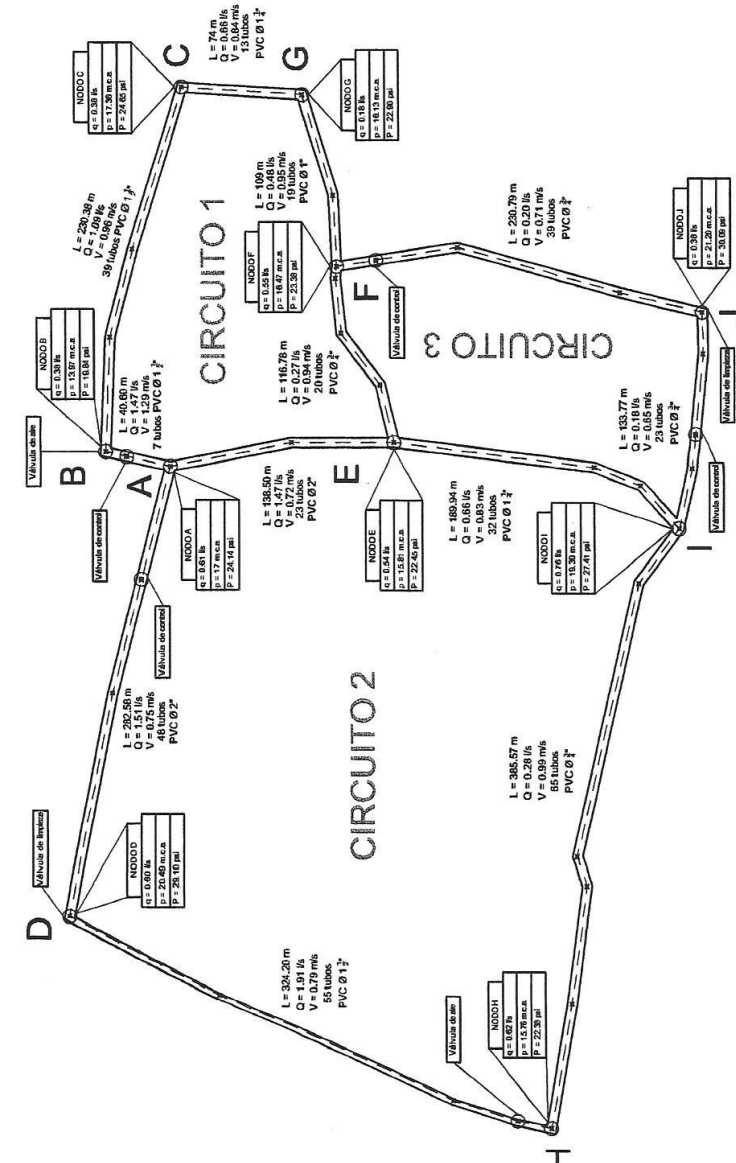 C
L = 74 m
Q = 0.66 l/s
V = 0.84 m/s
13 tubos
PVC Ø 1 1/4"
G
NODO C
q = 0.38 l/s
p = 17.36 m.c.a.
P = 24.65 psi
NODO G
q = 0.18 l/s
p = 16.13 m.c.a.
P = 22.90 psi
L = 230.38 m
Q = 1.09 l/s
V = 0.96 m/s
39 tubos PVC Ø 1 1/2"
CIRCUITO 1
L = 109 m
Q = 0.48 l/s
V = 0.95 m/s
19 tubos
PVC Ø 1"
NODO F
q = 0.55 l/s
p = 16.47 m.c.a.
P = 23.39 psi
F
Válvula de control
L = 230.79 m
Q = 0.20 l/s
V = 0.71 m/s
39 tubos
PVC Ø 3/4"
NODO J
q = 0.38 l/s
p = 21.20 m.c.a.
P = 30.09 psi
J
Válvula de limpieza
CIRCUITO 3
NODO B
q = 0.38 l/s
p = 13.97 m.c.a.
P = 19.84 psi
Válvula de aire
B
L = 40.60 m
Q = 1.47 l/s
V = 1.29 m/s
7 tubos PVC Ø 1 1/2"
L = 116.78 m
Q = 0.27 l/s
V = 0.94 m/s
20 tubos
PVC Ø 3/4"
A
Válvula de control
NODO A
q = 0.61 l/s
p = 17 m.c.a.
P = 24.14 psi
L = 138.50 m
Q = 1.47 l/s
V = 0.72 m/s
23 tubos
PVC Ø 2"
E
NODO E
q = 0.54 l/s
p = 15.81 m.c.a.
P = 22.45 psi
L = 189.94 m
Q = 0.66 l/s
V = 0.83 m/s
32 tubos
PVC Ø 1 1/4"
L = 133.77 m
Q = 0.18 l/s
V = 0.65 m/s
23 tubos
PVC Ø 3/4"
Válvula de control
NODO I
q = 0.76 l/s
p = 19.30 m.c.a.
P = 27.41 psi
I
Válvula de control
L = 282.58 m
Q = 1.51 l/s
V = 0.75 m/s
48 tubos
PVC Ø 2"
CIRCUITO 2
L = 385.57 m
Q = 0.28 l/s
V = 0.99 m/s
65 tubos
PVC Ø 3/4"
Válvula de limpieza
D
NODO D
q = 0.60 l/s
p = 20.49 m.c.a.
P = 29.10 psi
L = 324.20 m
Q = 1.91 l/s
V = 0.79 m/s
55 tubos
PVC Ø 1 1/2"
Válvula de aire
NODO H
q = 0.62 l/s
p = 15.76 m.c.a.
P = 22.38 psi
H